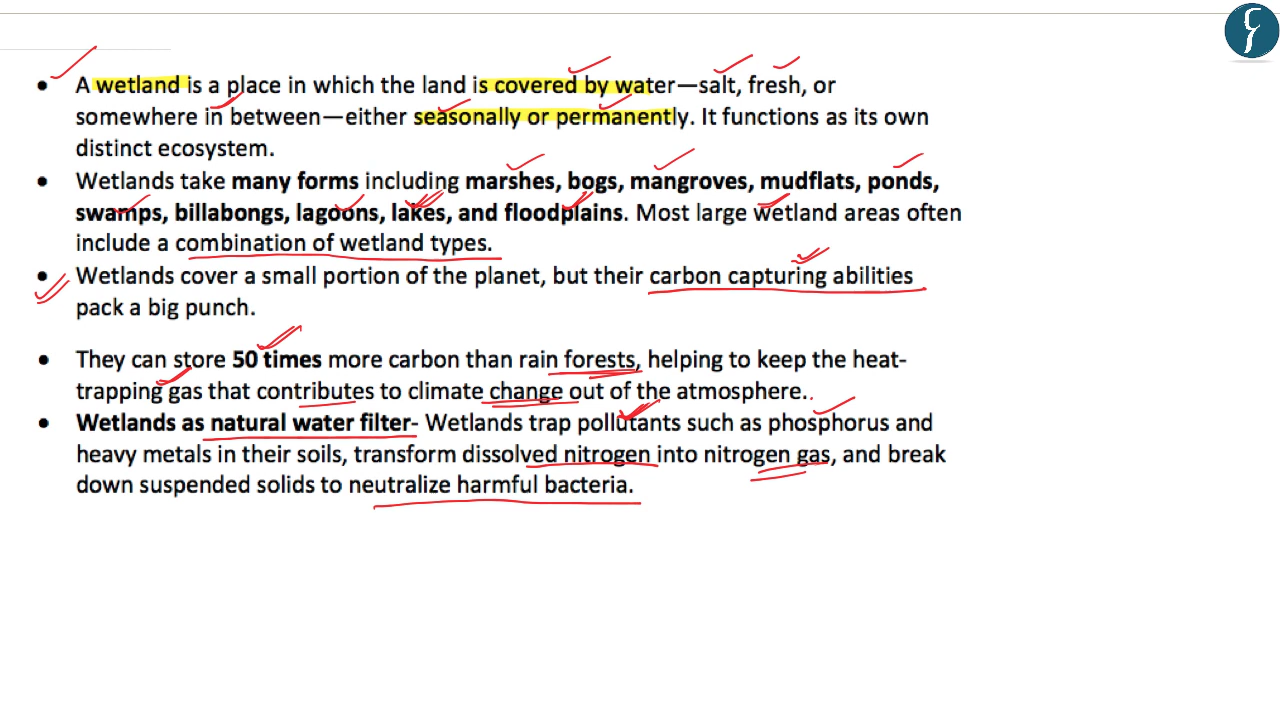 • A wetland is a place in which the land is covered by water—salt, fresh, or
somewhere in between—either seasonally or permanently. It functions as its own
distinct ecosystem.
• Wetlands take many forms including marshes, bogs, mangroves, mudflats, ponds,
swamps, billabongs, lagoons, lakes, and floodplains. Most large wetland areas often
include a combination of wetland types.
• Wetlands cover a small portion of the planet, but their carbon capturing abilities
pack a big punch.
• They can store 50 times more carbon than rain forests, helping to keep the heat-
trapping gas that contributes to climate change out of the atmosphere..
• Wetlands as natural water filter- Wetlands trap pollutants such as phosphorus and
heavy metals in their soils, transform dissolved nitrogen into nitrogen gas, and break
down suspended solids to neutralize harmful bacteria.